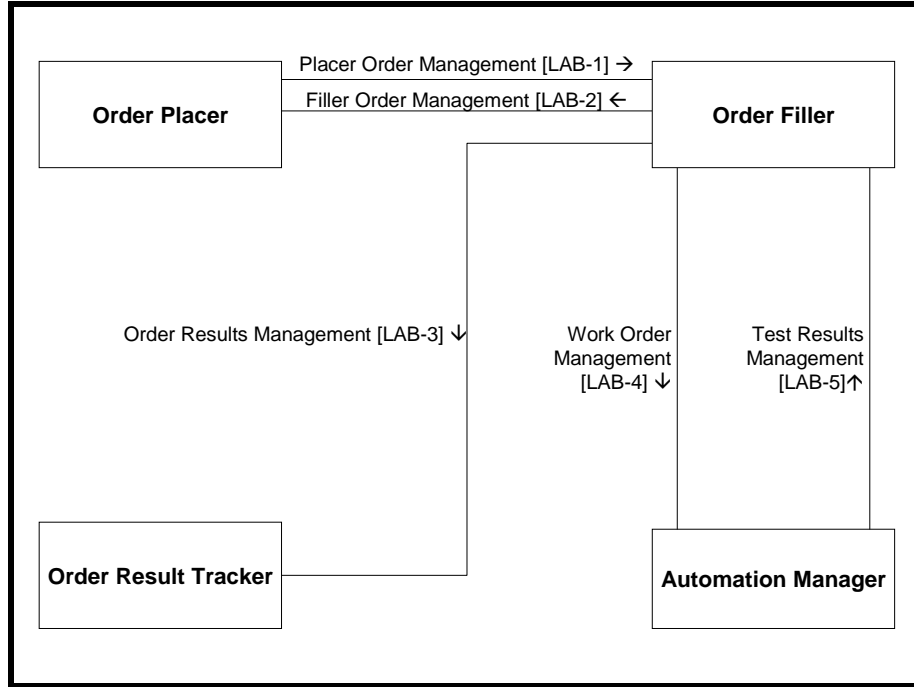 Placer Order Management [LAB-1] →
Filler Order Management [LAB-2] ←
Order Placer
Order Filler
Order Results Management [LAB-3] ↓
Work Order
Management
[LAB-4] ↓
Test Results
Management
[LAB-5]↑
Order Result Tracker
Automation Manager